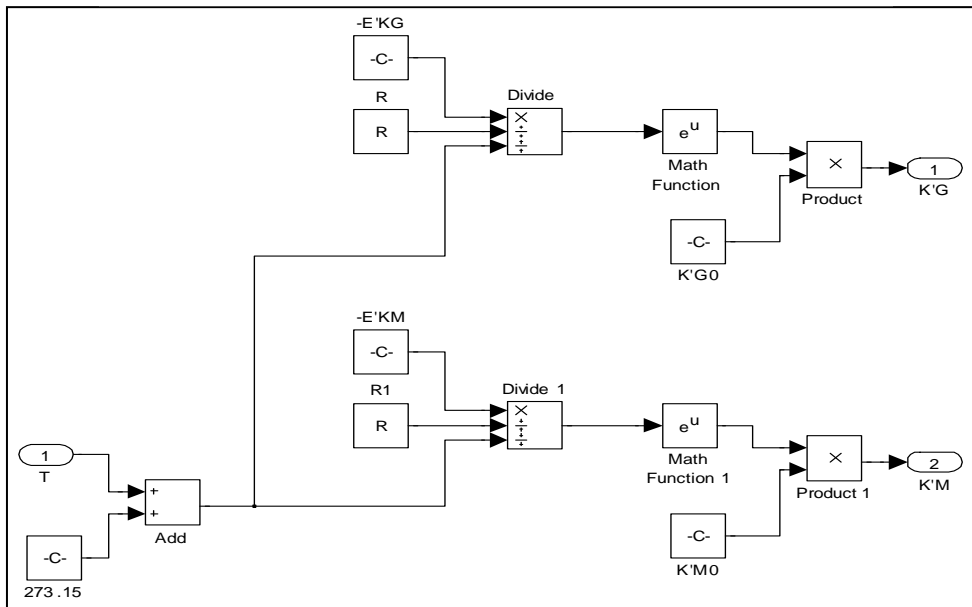 -E'KG
-C-
R
R
Divide
×
÷
÷
e^u
Math
Function
×
Product
1
K'G
-C-
K'G0
-E'KM
-C-
R1
R
Divide 1
×
÷
÷
e^u
Math
Function 1
×
Product 1
2
K'M
-C-
K'M0
1
T
+
+
Add
-C-
273.15